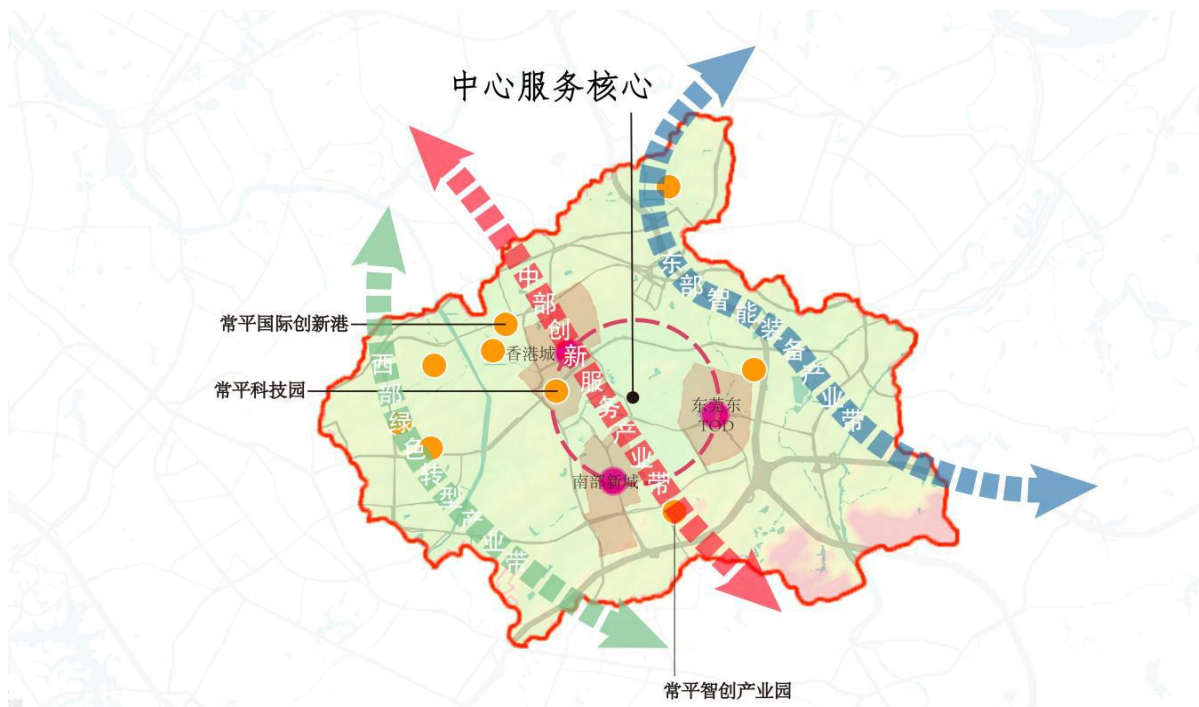 中心服务核心
东部智能装备产业带
中部创新服务产业带
常平国际创新港
香港城
西部绿色转型产业带
常平科技园
东莞东
TOD
南部新城
常平智创产业园